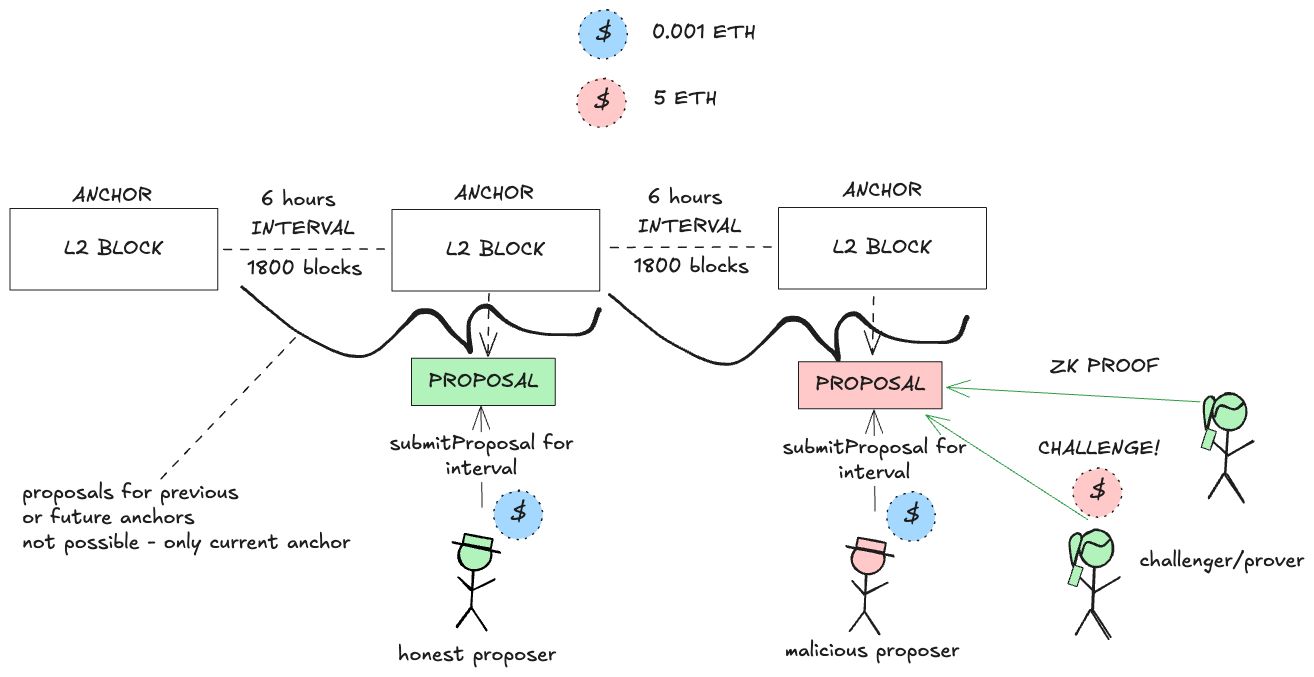 $ 0.001 ETH
$ 5 ETH
ANCHOR
L2 BLOCK
6 hours
INTERVAL
1800 blocks
ANCHOR
L2 BLOCK
6 hours
INTERVAL
1800 blocks
ANCHOR
L2 BLOCK
PROPOSAL
submitProposal for
interval
$
honest proposer
proposals for previous
or future anchors
not possible - only current anchor
PROPOSAL
submitProposal for
interval
$
malicious proposer
ZK PROOF
CHALLENGE!
$
challenger/prover